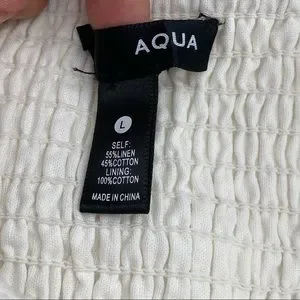 AQUA
L
SELF:
55%LINEN
45%COTTON
LINING:
100%COTTON
MADE IN CHINA